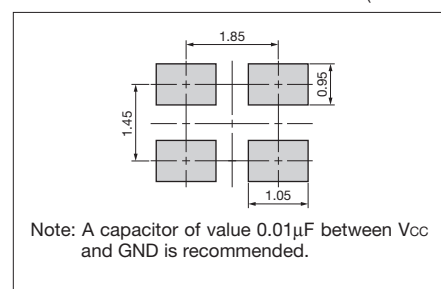 (
1.85
0.95
1.45
1.05
Note: A capacitor of value 0.01μF between Vcc
and GND is recommended.